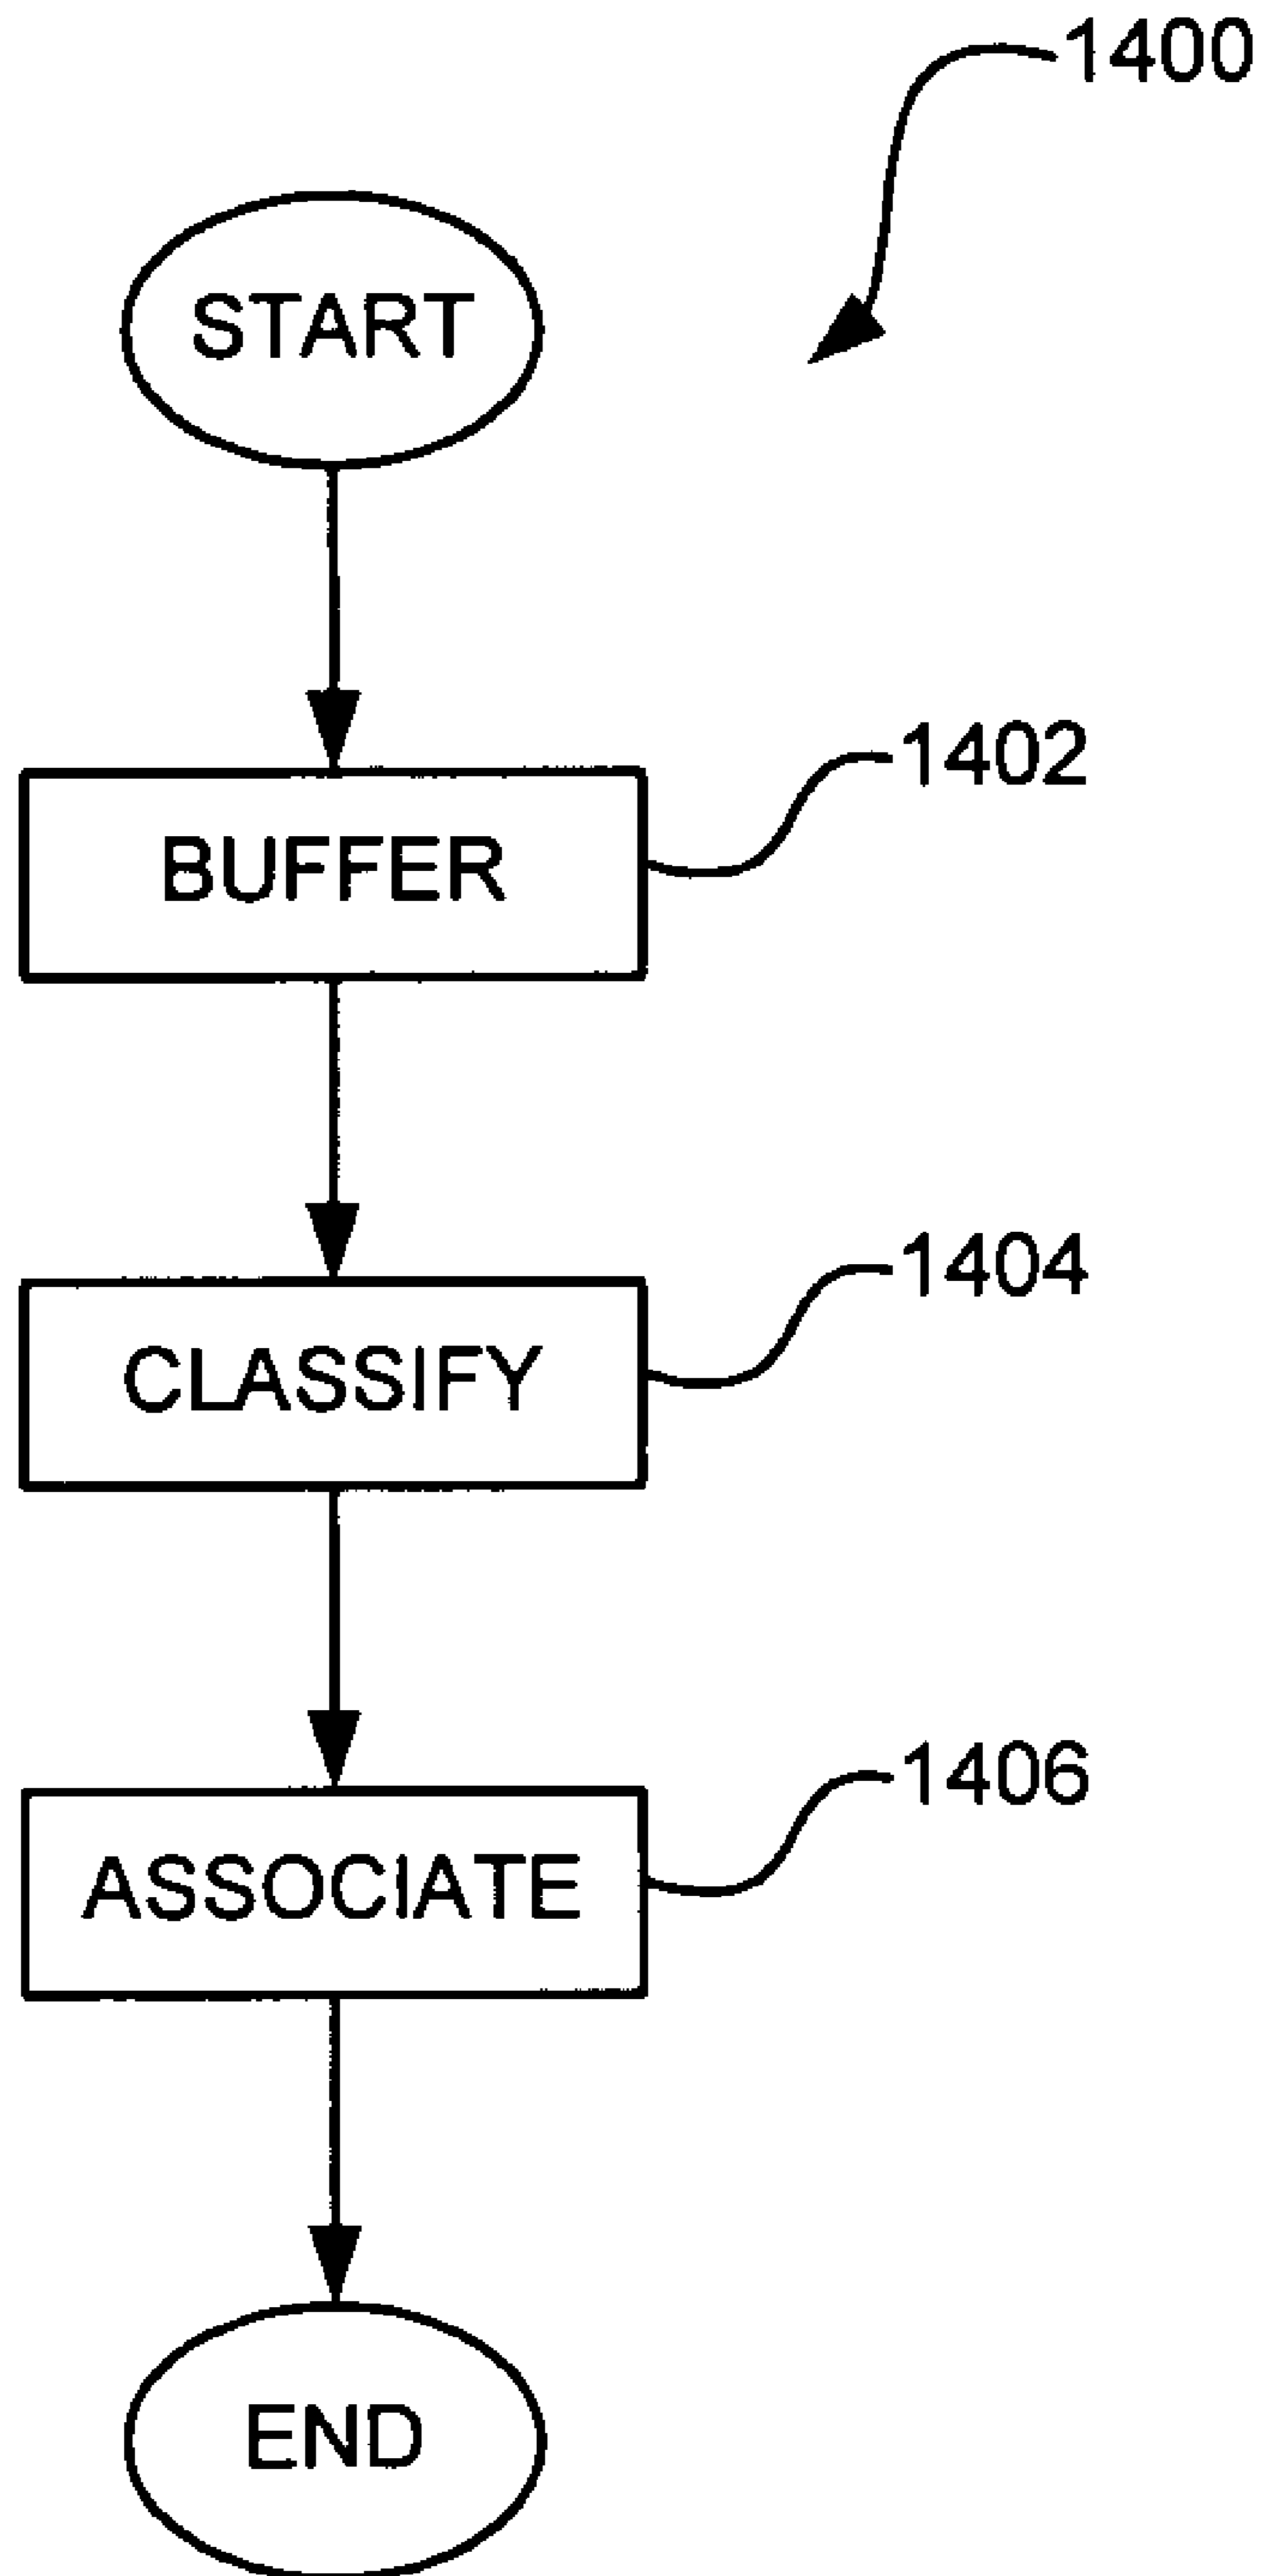 1400
START
1402
BUFFER
1404
CLASSIFY
1406
ASSOCIATE
END